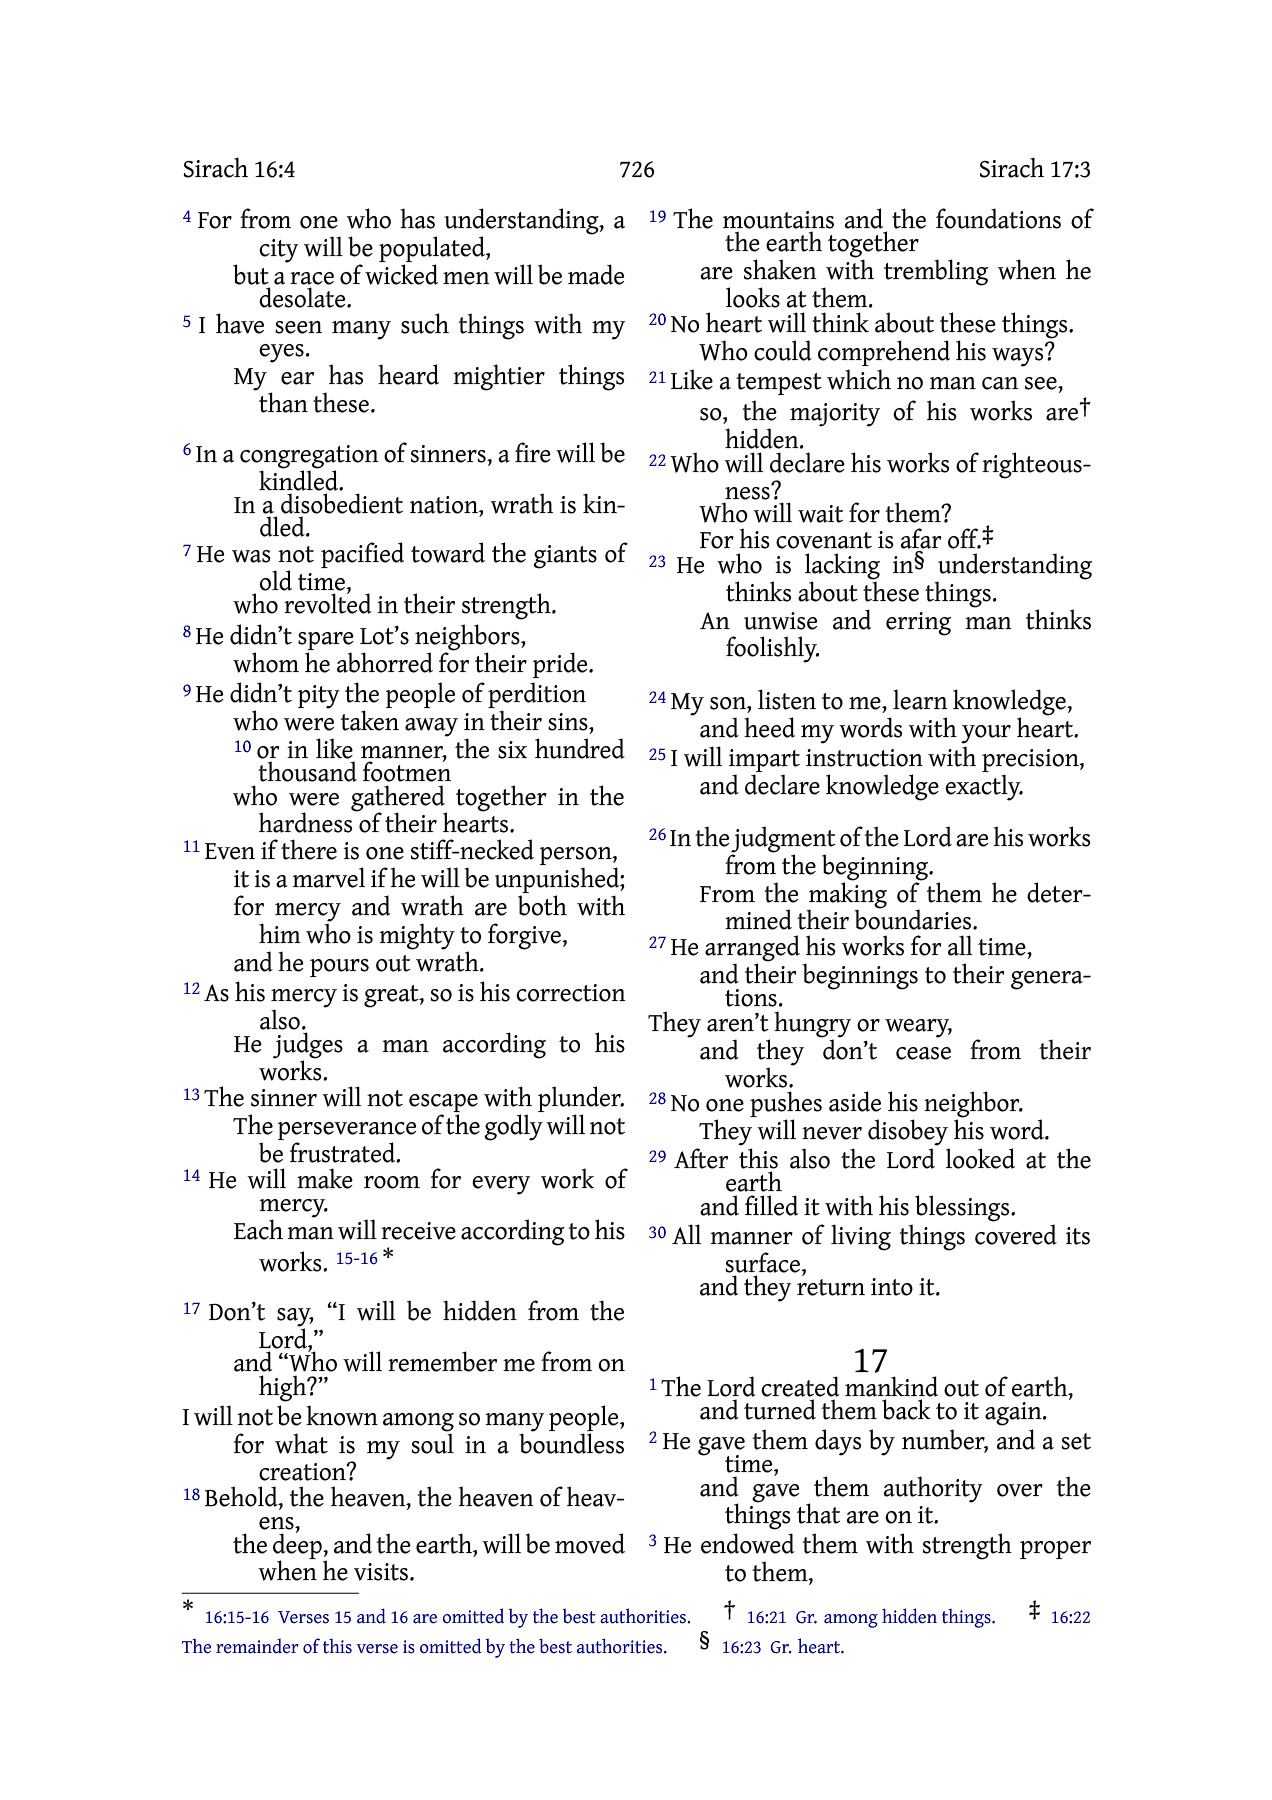 Sirach 16:4 726 Sirach 17:3
4 For from one who has understanding, a
city will be populated,
but a race of wicked men will be made
desolate.
5 I have seen many such things with my
eyes.
My ear has heard mightier things
than these.
6 In a congregation of sinners, a fire will be
kindled.
In a disobedient nation, wrath is kin-
dled.
7 He was not pacified toward the giants of
old time,
who revolted in their strength.
8 He didn’t spare Lot’s neighbors,
whom he abhorred for their pride.
9 He didn’t pity the people of perdition
who were taken away in their sins,
10 or in like manner, the six hundred
thousand footmen
who were gathered together in the
hardness of their hearts.
11 Even if there is one stiff-necked person,
it is a marvel if he will be unpunished;
for mercy and wrath are both with
him who is mighty to forgive,
and he pours out wrath.
12 As his mercy is great, so is his correction
also.
He judges a man according to his
works.
13 The sinner will not escape with plunder.
The perseverance of the godly will not
be frustrated.
14 He will make room for every work of
mercy.
Each man will receive according to his
works. 15-16 *
17 Don’t say, “I will be hidden from the
Lord,”
and “Who will remember me from on
high?”
I will not be known among so many people,
for what is my soul in a boundless
creation?
18 Behold, the heaven, the heaven of heav-
ens,
the deep, and the earth, will be moved
when he visits.
19 The mountains and the foundations of
the earth together
are shaken with trembling when he
looks at them.
20 No heart will think about these things.
Who could comprehend his ways?
21 Like a tempest which no man can see,
so, the majority of his works are†
hidden.
22 Who will declare his works of righteous-
ness?
Who will wait for them?
For his covenant is afar off.‡
23 He who is lacking in§ understanding
thinks about these things.
An unwise and erring man thinks
foolishly.
24 My son, listen to me, learn knowledge,
and heed my words with your heart.
25 I will impart instruction with precision,
and declare knowledge exactly.
26 In the judgment of the Lord are his works
from the beginning.
From the making of them he deter-
mined their boundaries.
27 He arranged his works for all time,
and their beginnings to their genera-
tions.
They aren’t hungry or weary,
and they don’t cease from their
works.
28 No one pushes aside his neighbor.
They will never disobey his word.
29 After this also the Lord looked at the
earth
and filled it with his blessings.
30 All manner of living things covered its
surface,
and they return into it.
17
1 The Lord created mankind out of earth,
and turned them back to it again.
2 He gave them days by number, and a set
time,
and gave them authority over the
things that are on it.
3 He endowed them with strength proper
to them,
* 16:15-16 Verses 15 and 16 are omitted by the best authorities. † 16:21 Gr. among hidden things. ‡ 16:22
The remainder of this verse is omitted by the best authorities. § 16:23 Gr. heart.